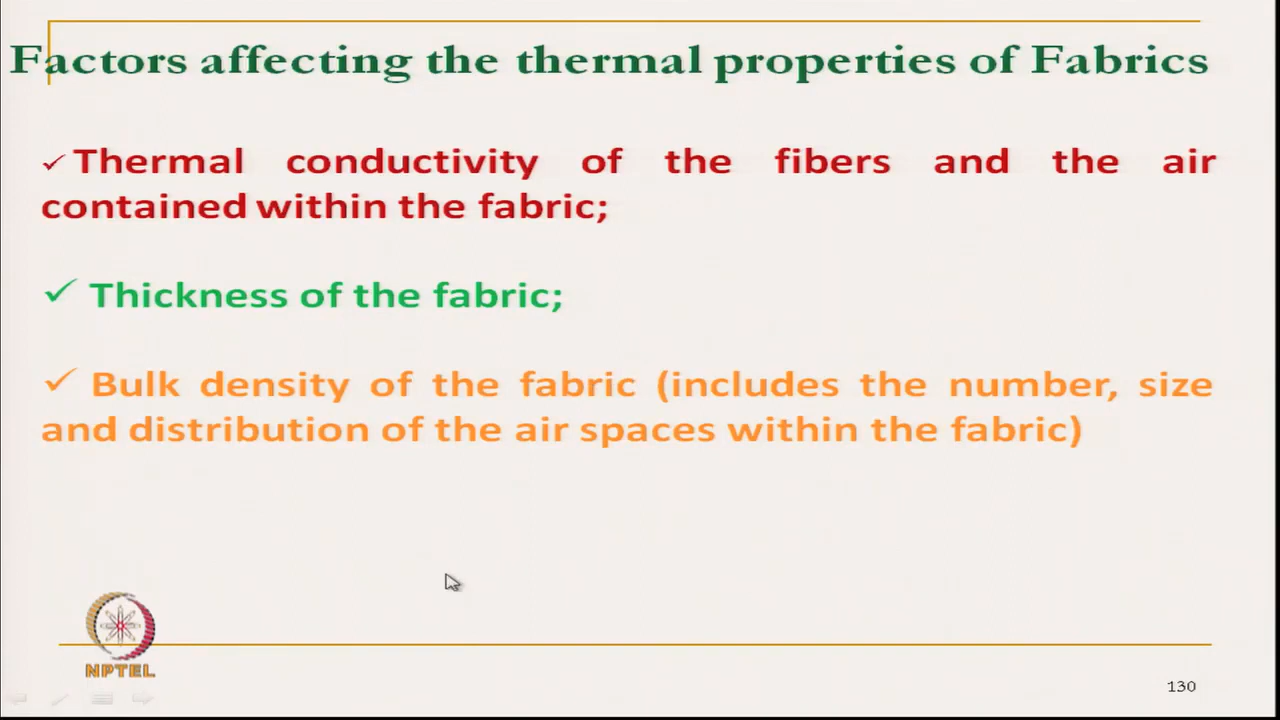 Factors affecting the thermal properties of Fabrics
✓Thermal conductivity of the fibers and the air
contained within the fabric;
✓ Thickness of the fabric;
✓ Bulk density of the fabric (includes the number, size
and distribution of the air spaces within the fabric)
NPTEL
130